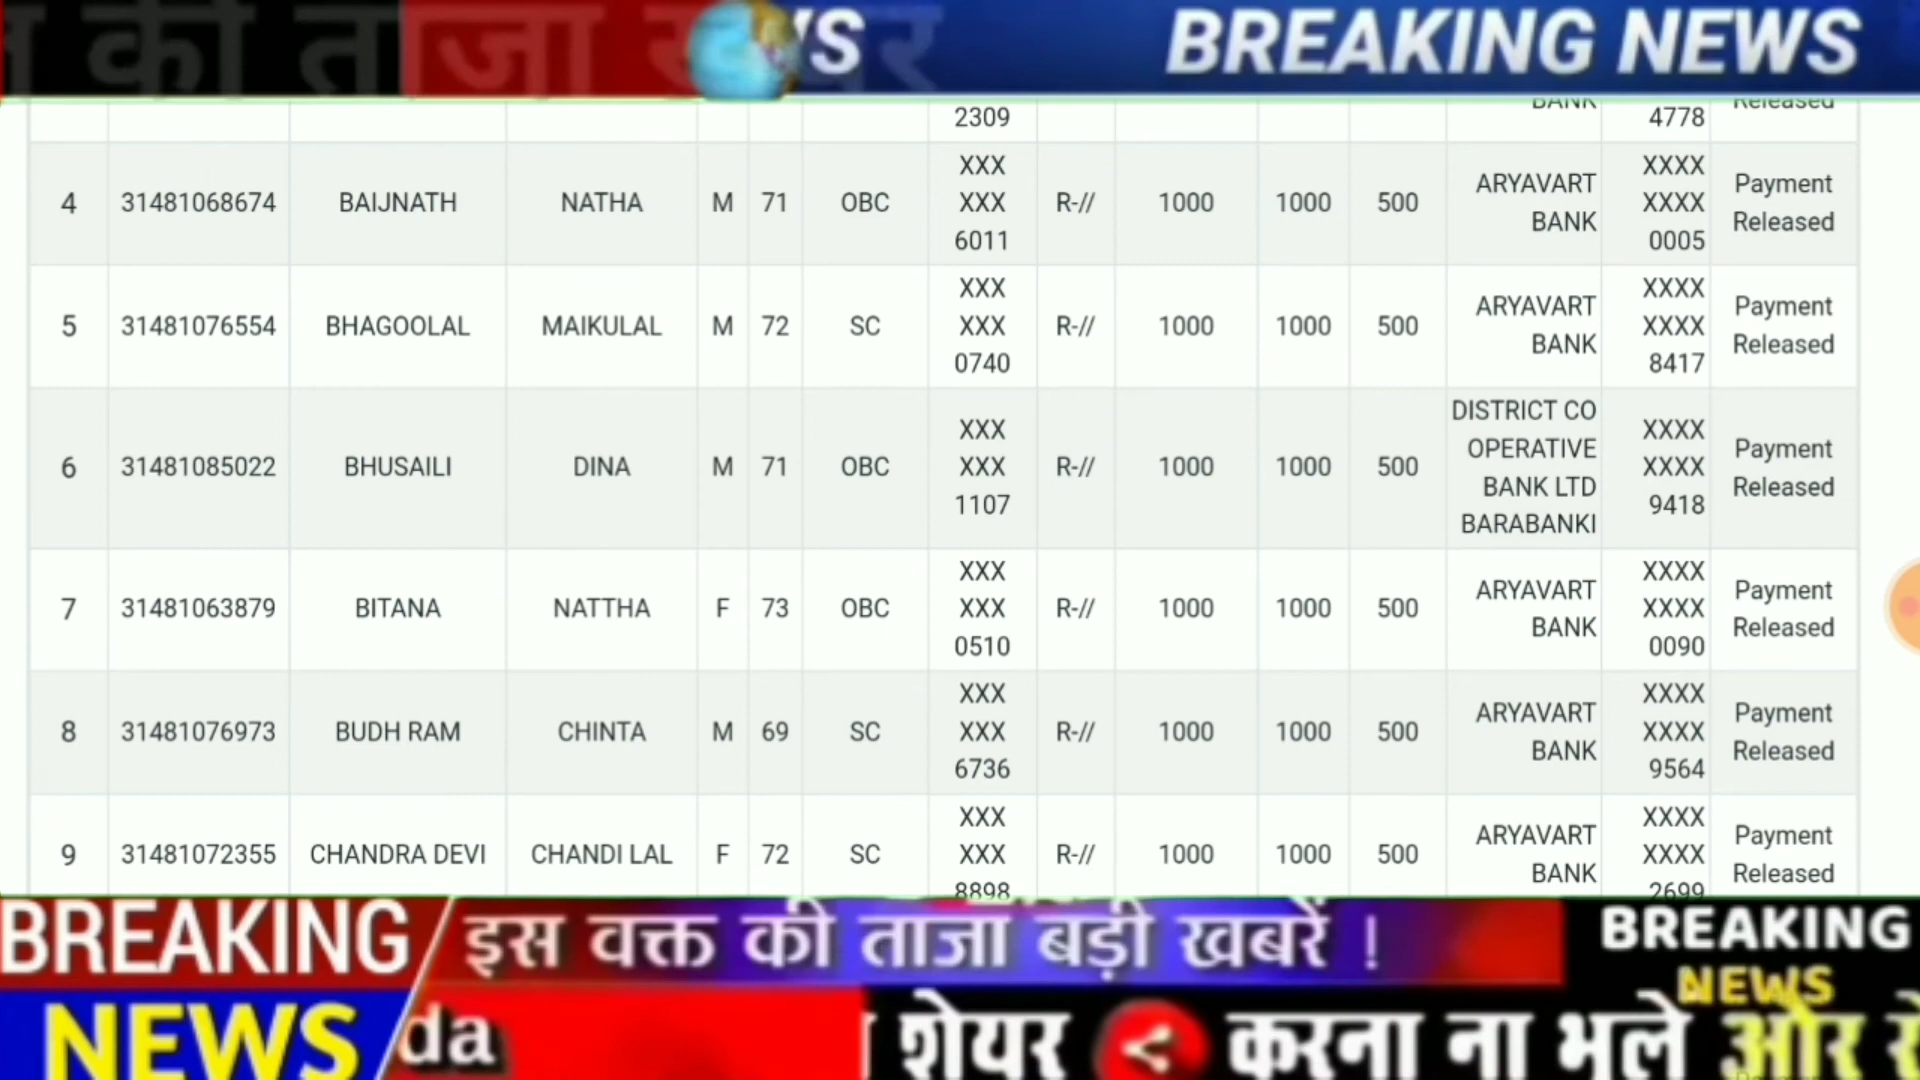 की ताजा खबर
BREAKING NEWS
2309 BANK 4778 Released
4 31481068674 BAIJNATH NATHA M 71 OBC XXX XXX 6011 R-// 1000 1000 500 ARYAVART BANK XXXX XXXX 0005 Payment Released
5 31481076554 BHAGOOLAL MAIKULAL M 72 SC XXX XXX 0740 R-// 1000 1000 500 ARYAVART BANK XXXX XXXX 8417 Payment Released
6 31481085022 BHUSAILI DINA M 71 OBC XXX XXX 1107 R-// 1000 1000 500 DISTRICT CO OPERATIVE BANK LTD BARABANKI XXXX XXXX 9418 Payment Released
7 31481063879 BITANA NATTHA F 73 OBC XXX XXX 0510 R-// 1000 1000 500 ARYAVART BANK XXXX XXXX 0090 Payment Released
8 31481076973 BUDH RAM CHINTA M 69 SC XXX XXX 6736 R-// 1000 1000 500 ARYAVART BANK XXXX XXXX 9564 Payment Released
9 31481072355 CHANDRA DEVI CHANDI LAL F 72 SC XXX XXX 8898 R-// 1000 1000 500 ARYAVART BANK XXXX XXXX 2699 Payment Released
BREAKING NEWS
इस वक्त की ताजा बड़ी खबरें !
BREAKING NEWS
da शेयर करना ना भूले और